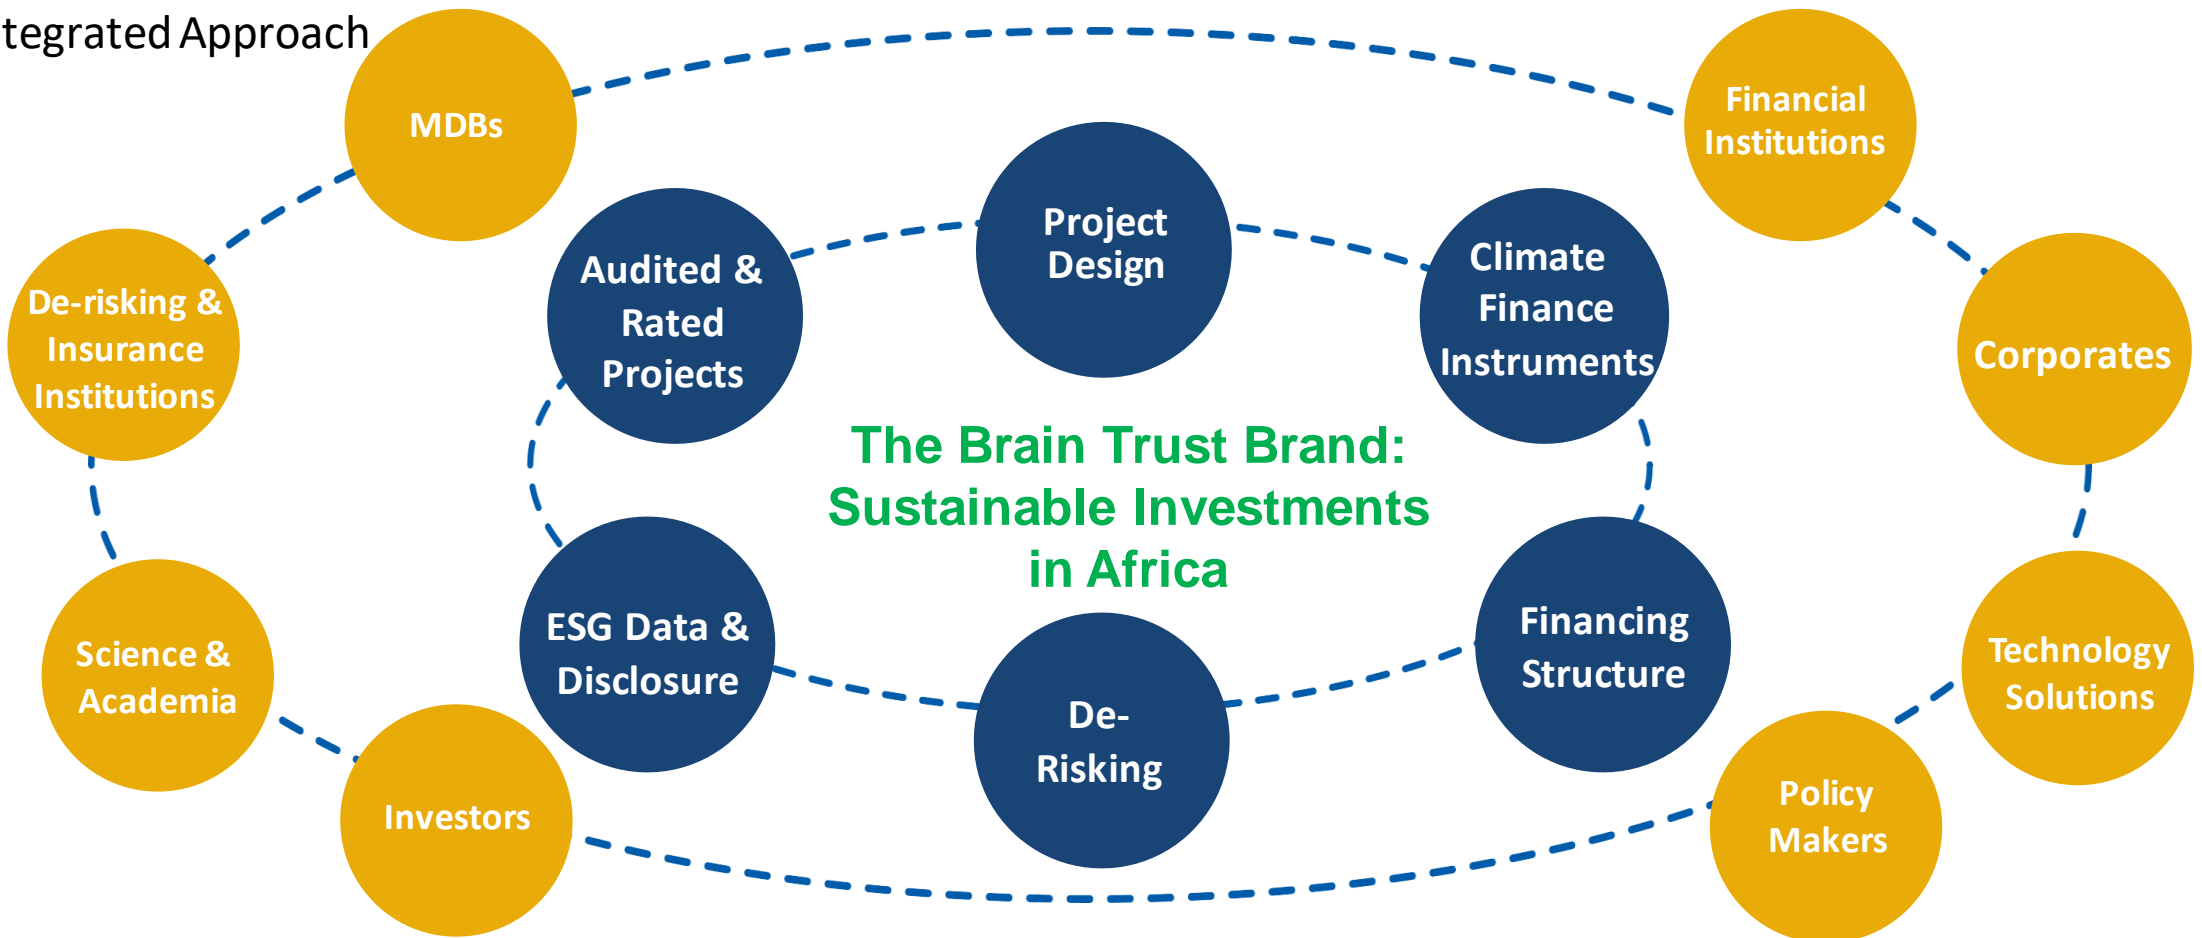 tegrated Approach
MDBs
Financial
Institutions
Project
Design
Audited &
Rated
Projects
Climate
Finance
Instruments
De-risking &
Insurance
Institutions
Corporates
The Brain Trust Brand:
Sustainable Investments
in Africa
ESG Data &
Disclosure
Financing
Structure
Science &
Academia
Technology
Solutions
De-
Risking
Investors
Policy
Makers